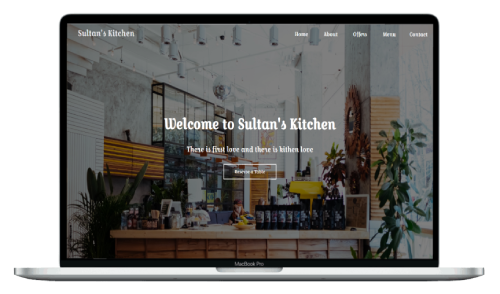 Sultan's Kitchen
Home About Offers Menu Contact
Welcome to Sultan's Kitchen
There is first love and there is kithen love
Reserve a Table
MacBook Pro